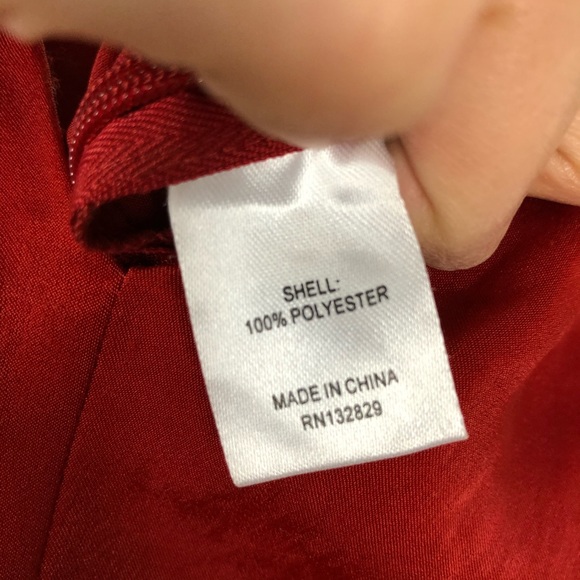 SHELL:
100% POLYESTER
MADE IN CHINA
RN132829